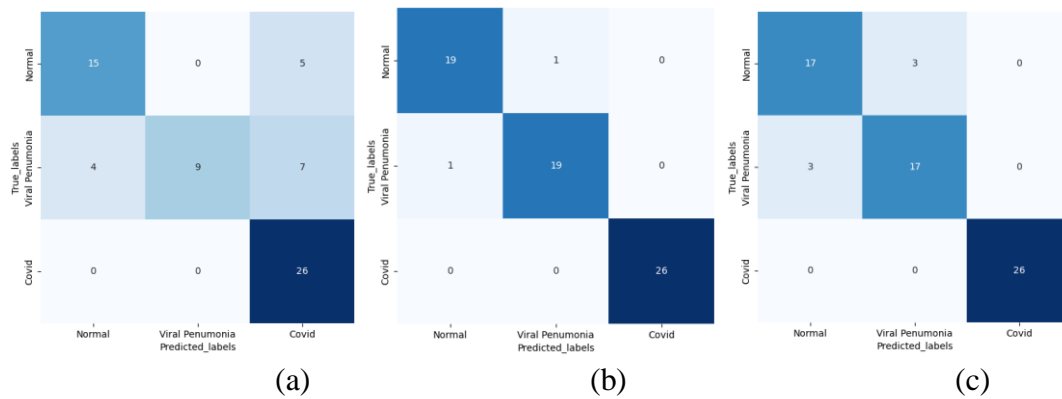 Normal
15 0 5
True_labels
Viral Penumonia
4 9 7
Covid
0 0 26
Normal Viral Penumonia Covid
Predicted_labels
(a)
Normal
19 1 0
True_labels
Viral Penumonia
1 19 0
Covid
0 0 26
Normal Viral Penumonia Covid
Predicted_labels
(b)
Normal
17 3 0
True_labels
Viral Penumonia
3 17 0
Covid
0 0 26
Normal Viral Penumonia Covid
Predicted_labels
(c)